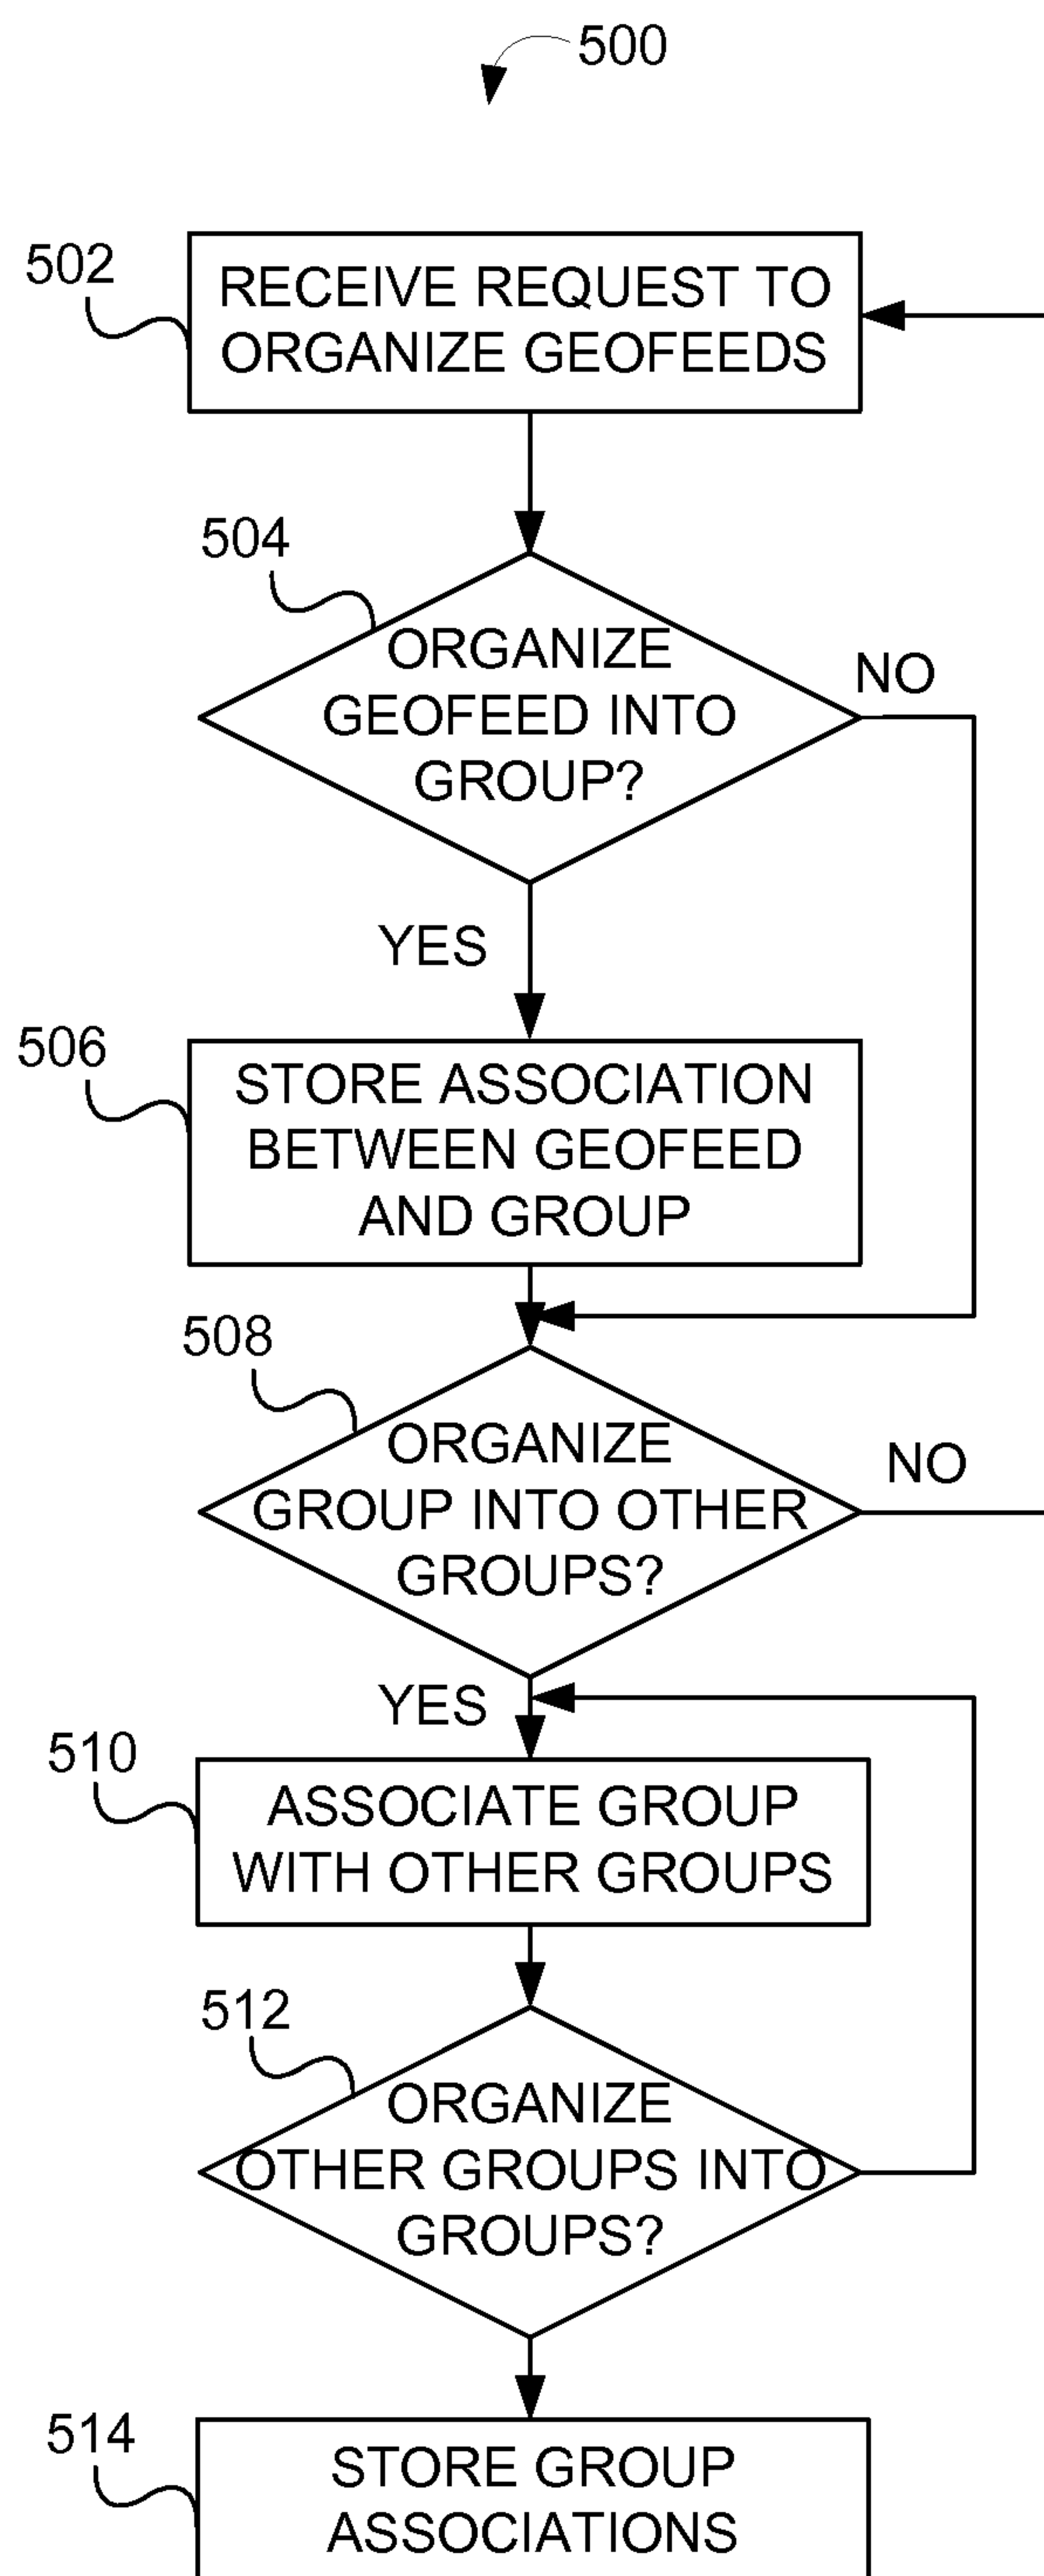 500
502
RECEIVE REQUEST TO
ORGANIZE GEOFEEDS
504
ORGANIZE
GEOFEED INTO
GROUP?
NO
YES
506
STORE ASSOCIATION
BETWEEN GEOFEED
AND GROUP
508
ORGANIZE
GROUP INTO OTHER
GROUPS?
NO
YES
510
ASSOCIATE GROUP
WITH OTHER GROUPS
512
ORGANIZE
OTHER GROUPS INTO
GROUPS?
514
STORE GROUP
ASSOCIATIONS